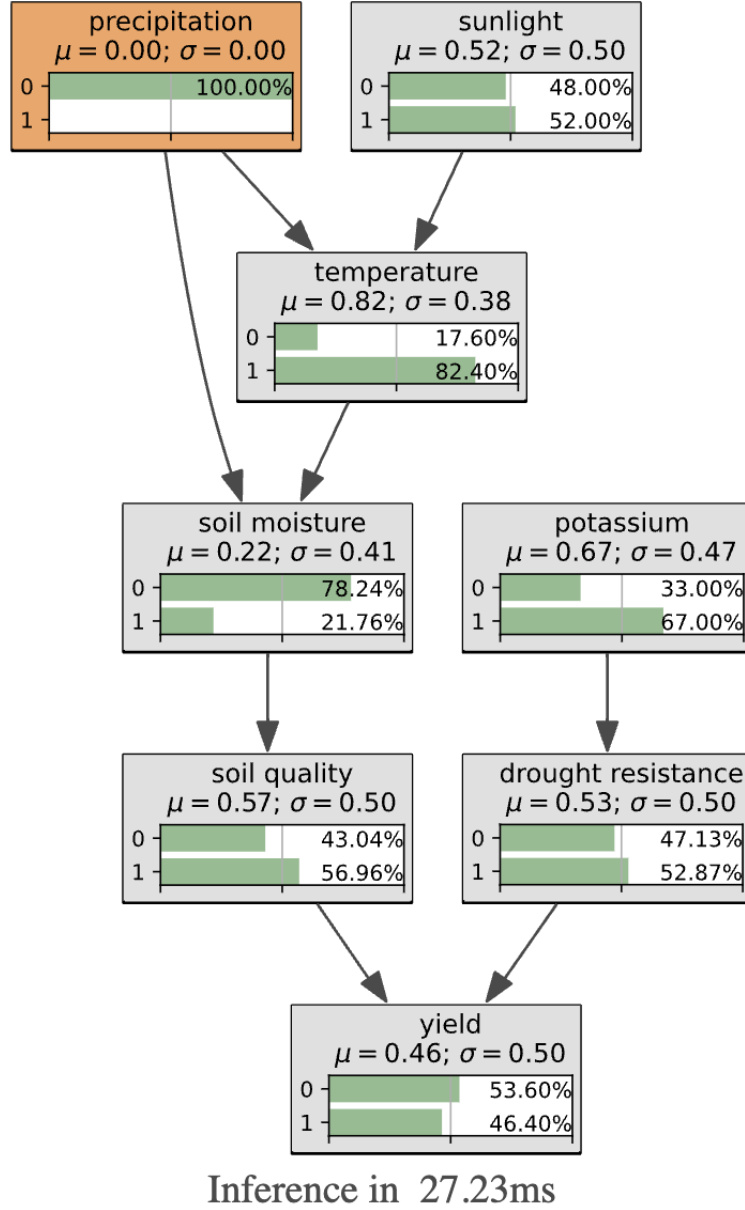 precipitation
μ = 0.00; σ = 0.00
0 100.00%
1
sunlight
μ = 0.52; σ = 0.50
0 48.00%
1 52.00%
temperature
μ = 0.82; σ = 0.38
0 17.60%
1 82.40%
soil moisture
μ = 0.22; σ = 0.41
0 78.24%
1 21.76%
potassium
μ = 0.67; σ = 0.47
0 33.00%
1 67.00%
soil quality
μ = 0.57; σ = 0.50
0 43.04%
1 56.96%
drought resistance
μ = 0.53; σ = 0.50
0 47.13%
1 52.87%
yield
μ = 0.46; σ = 0.50
0 53.60%
1 46.40%
Inference in 27.23ms